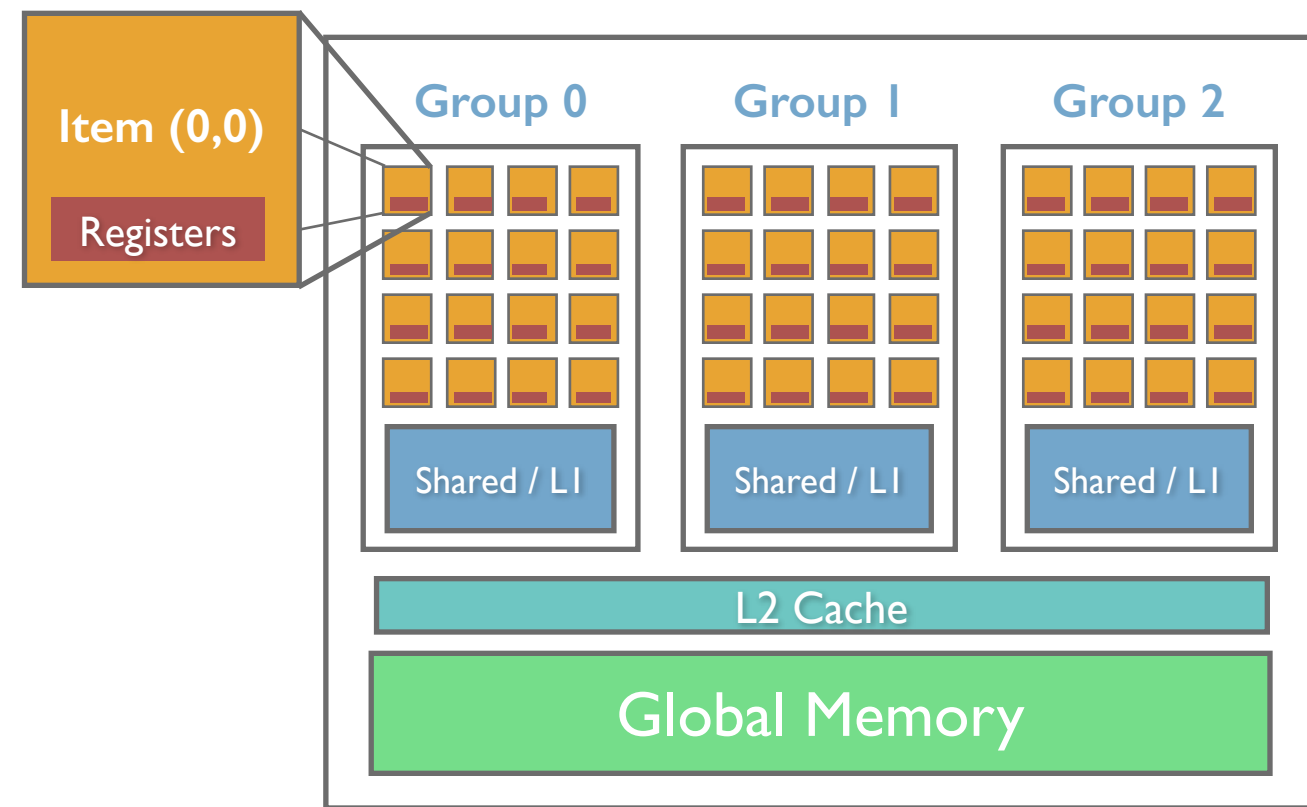 Item (0,0)
Registers
Group 0
Group 1
Group 2
Shared / L1
Shared / L1
Shared / L1
L2 Cache
Global Memory